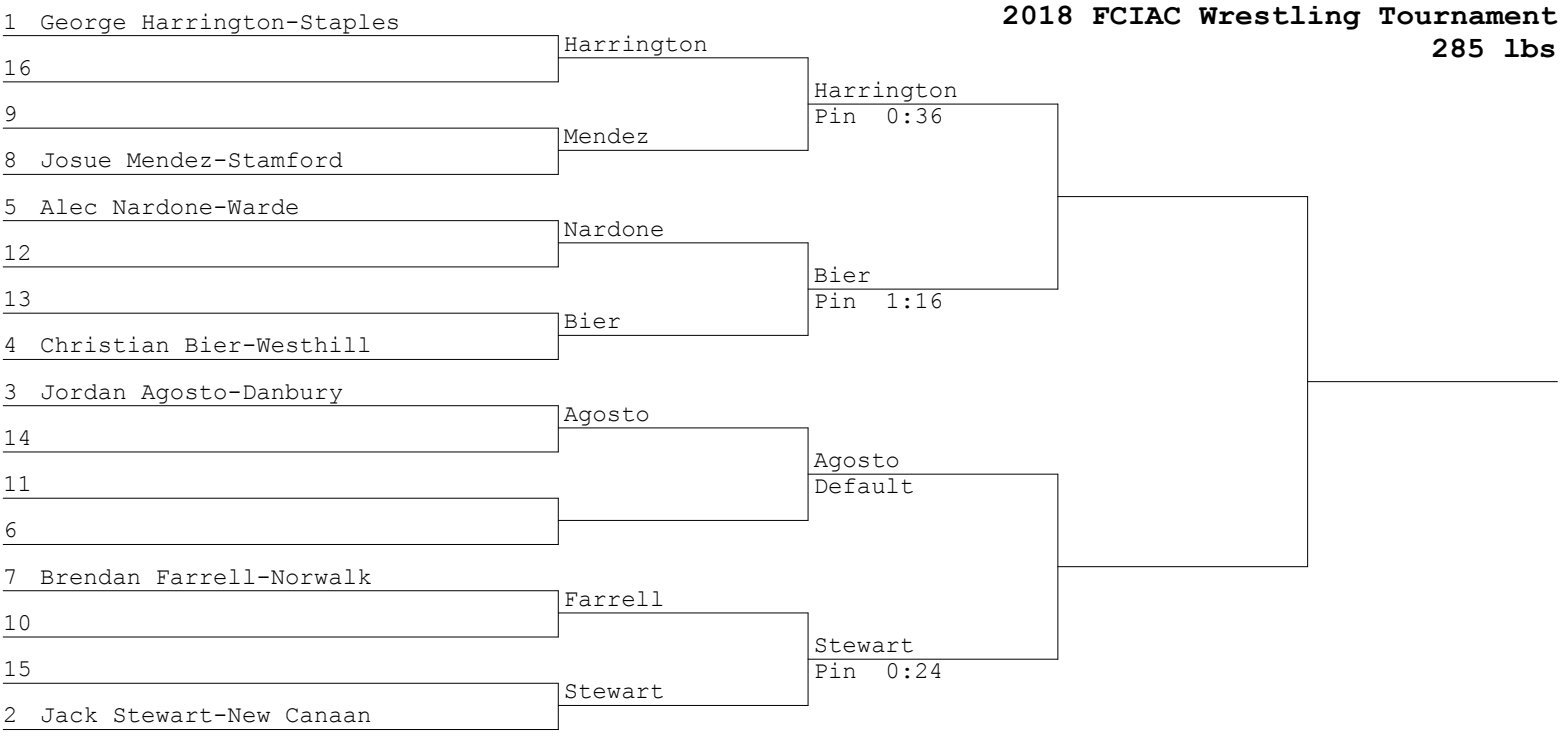 2018 FCIAC Wrestling Tournament
285 lbs
1 George Harrington-Staples
Harrington
16
Harrington
Pin 0:36
9
Mendez
8 Josue Mendez-Stamford
5 Alec Nardone-Warde
Nardone
12
Bier
Pin 1:16
13
Bier
4 Christian Bier-Westhill
3 Jordan Agosto-Danbury
Agosto
14
Agosto
Default
11
6
7 Brendan Farrell-Norwalk
Farrell
10
Stewart
Pin 0:24
15
Stewart
2 Jack Stewart-New Canaan